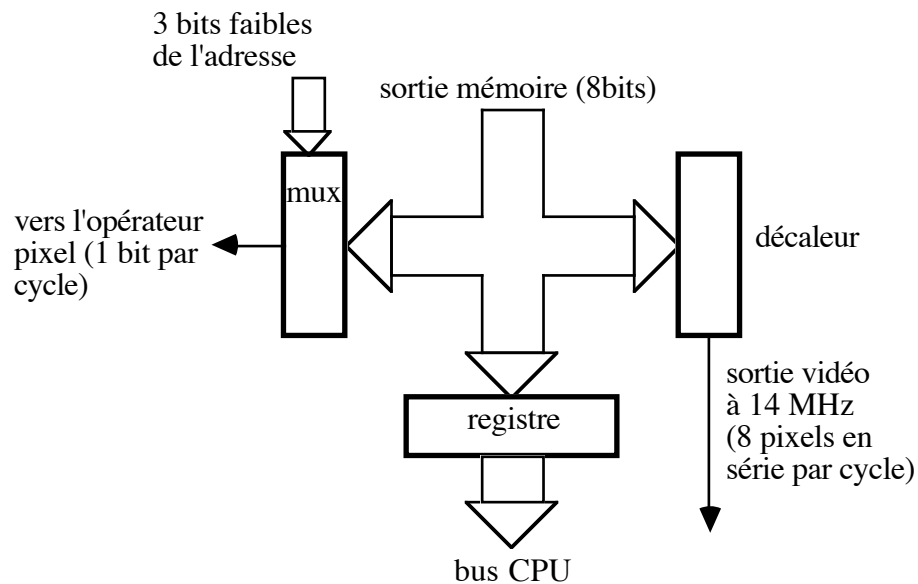 3 bits faibles
de l'adresse
sortie mémoire (8bits)
mux
vers l'opérateur
pixel (1 bit par
cycle)
décaleur
registre
sortie vidéo
à 14 MHz
(8 pixels en
série par cycle)
bus CPU